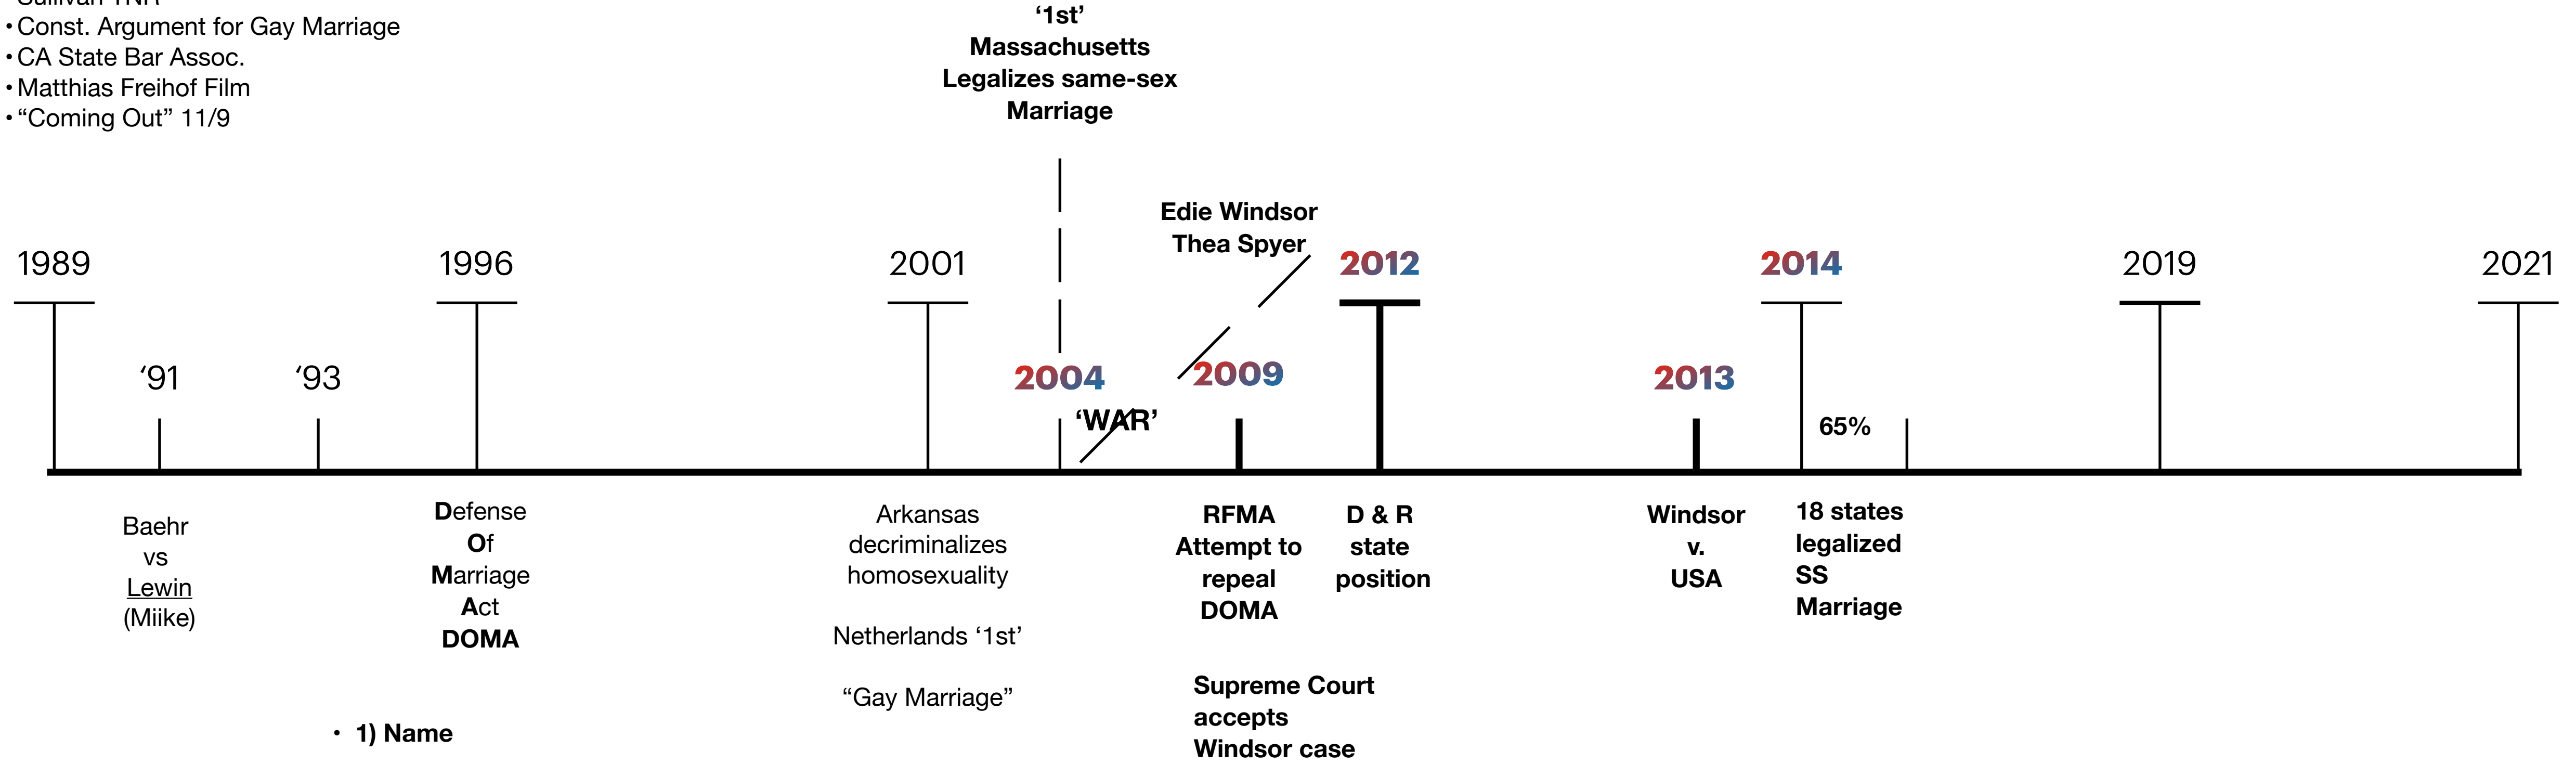 Sullivan TNR
• Const. Argument for Gay Marriage
• CA State Bar Assoc.
• Matthias Freihof Film
• “Coming Out” 11/9
‘1st’
Massachusetts
Legalizes same-sex
Marriage
Edie Windsor
Thea Spyer
1989
1996
2001
2012
2014
2019
2021
‘91
‘93
2004
2009
2013
‘WAR’
65%
Baehr
vs
Lewin
(Miike)
Defense
Of
Marriage
Act
DOMA
Arkansas
decriminalizes
homosexuality
Netherlands ‘1st’
“Gay Marriage”
RFMA
Attempt to
repeal
DOMA
D & R
state
position
Windsor
v.
USA
18 states
legalized
SS
Marriage
Supreme Court
accepts
Windsor case
• 1) Name